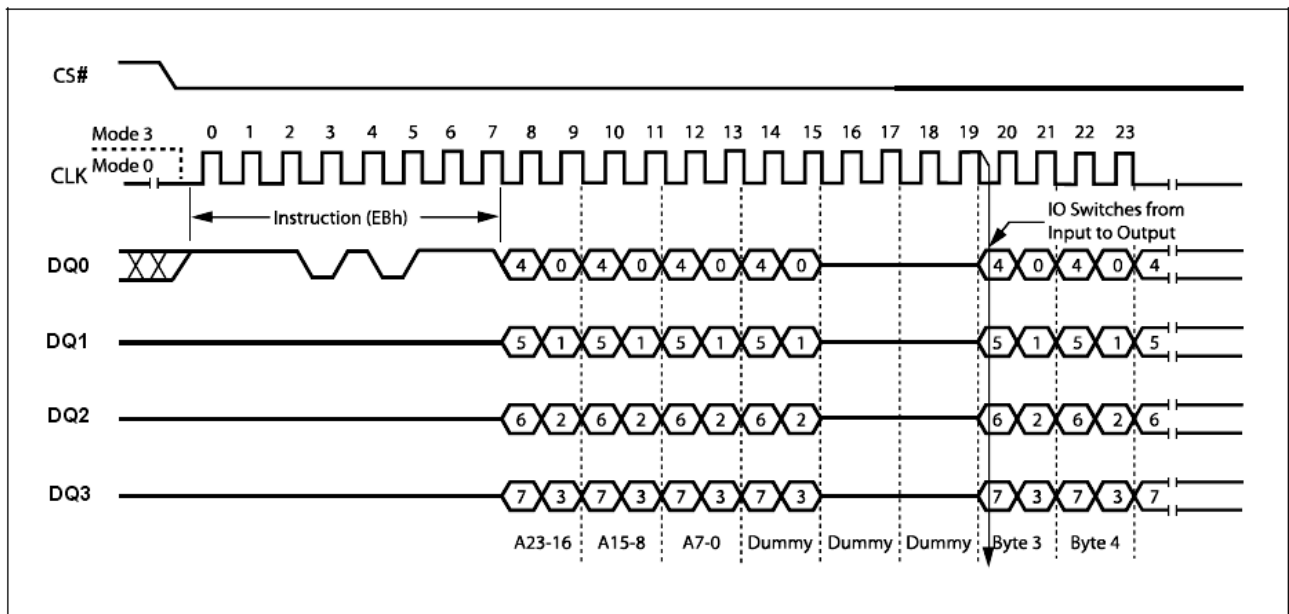 CS#
Mode 3
0 1 2 3 4 5 6 7 8 9 10 11 12 13 14 15 16 17 18 19 20 21 22 23
CLK Mode 0
Instruction (EBh)
IO Switches from
Input to Output
DQ0 4 0 4 0 4 0 4 0 4 0 4 0 4
DQ1 5 1 5 1 5 1 5 1 5 1 5 1 5
DQ2 6 2 6 2 6 2 6 2 6 2 6 2 6
DQ3 7 3 7 3 7 3 7 3 7 3 7 3 7
A23-16 A15-8 A7-0 Dummy Dummy Dummy Byte 3 Byte 4